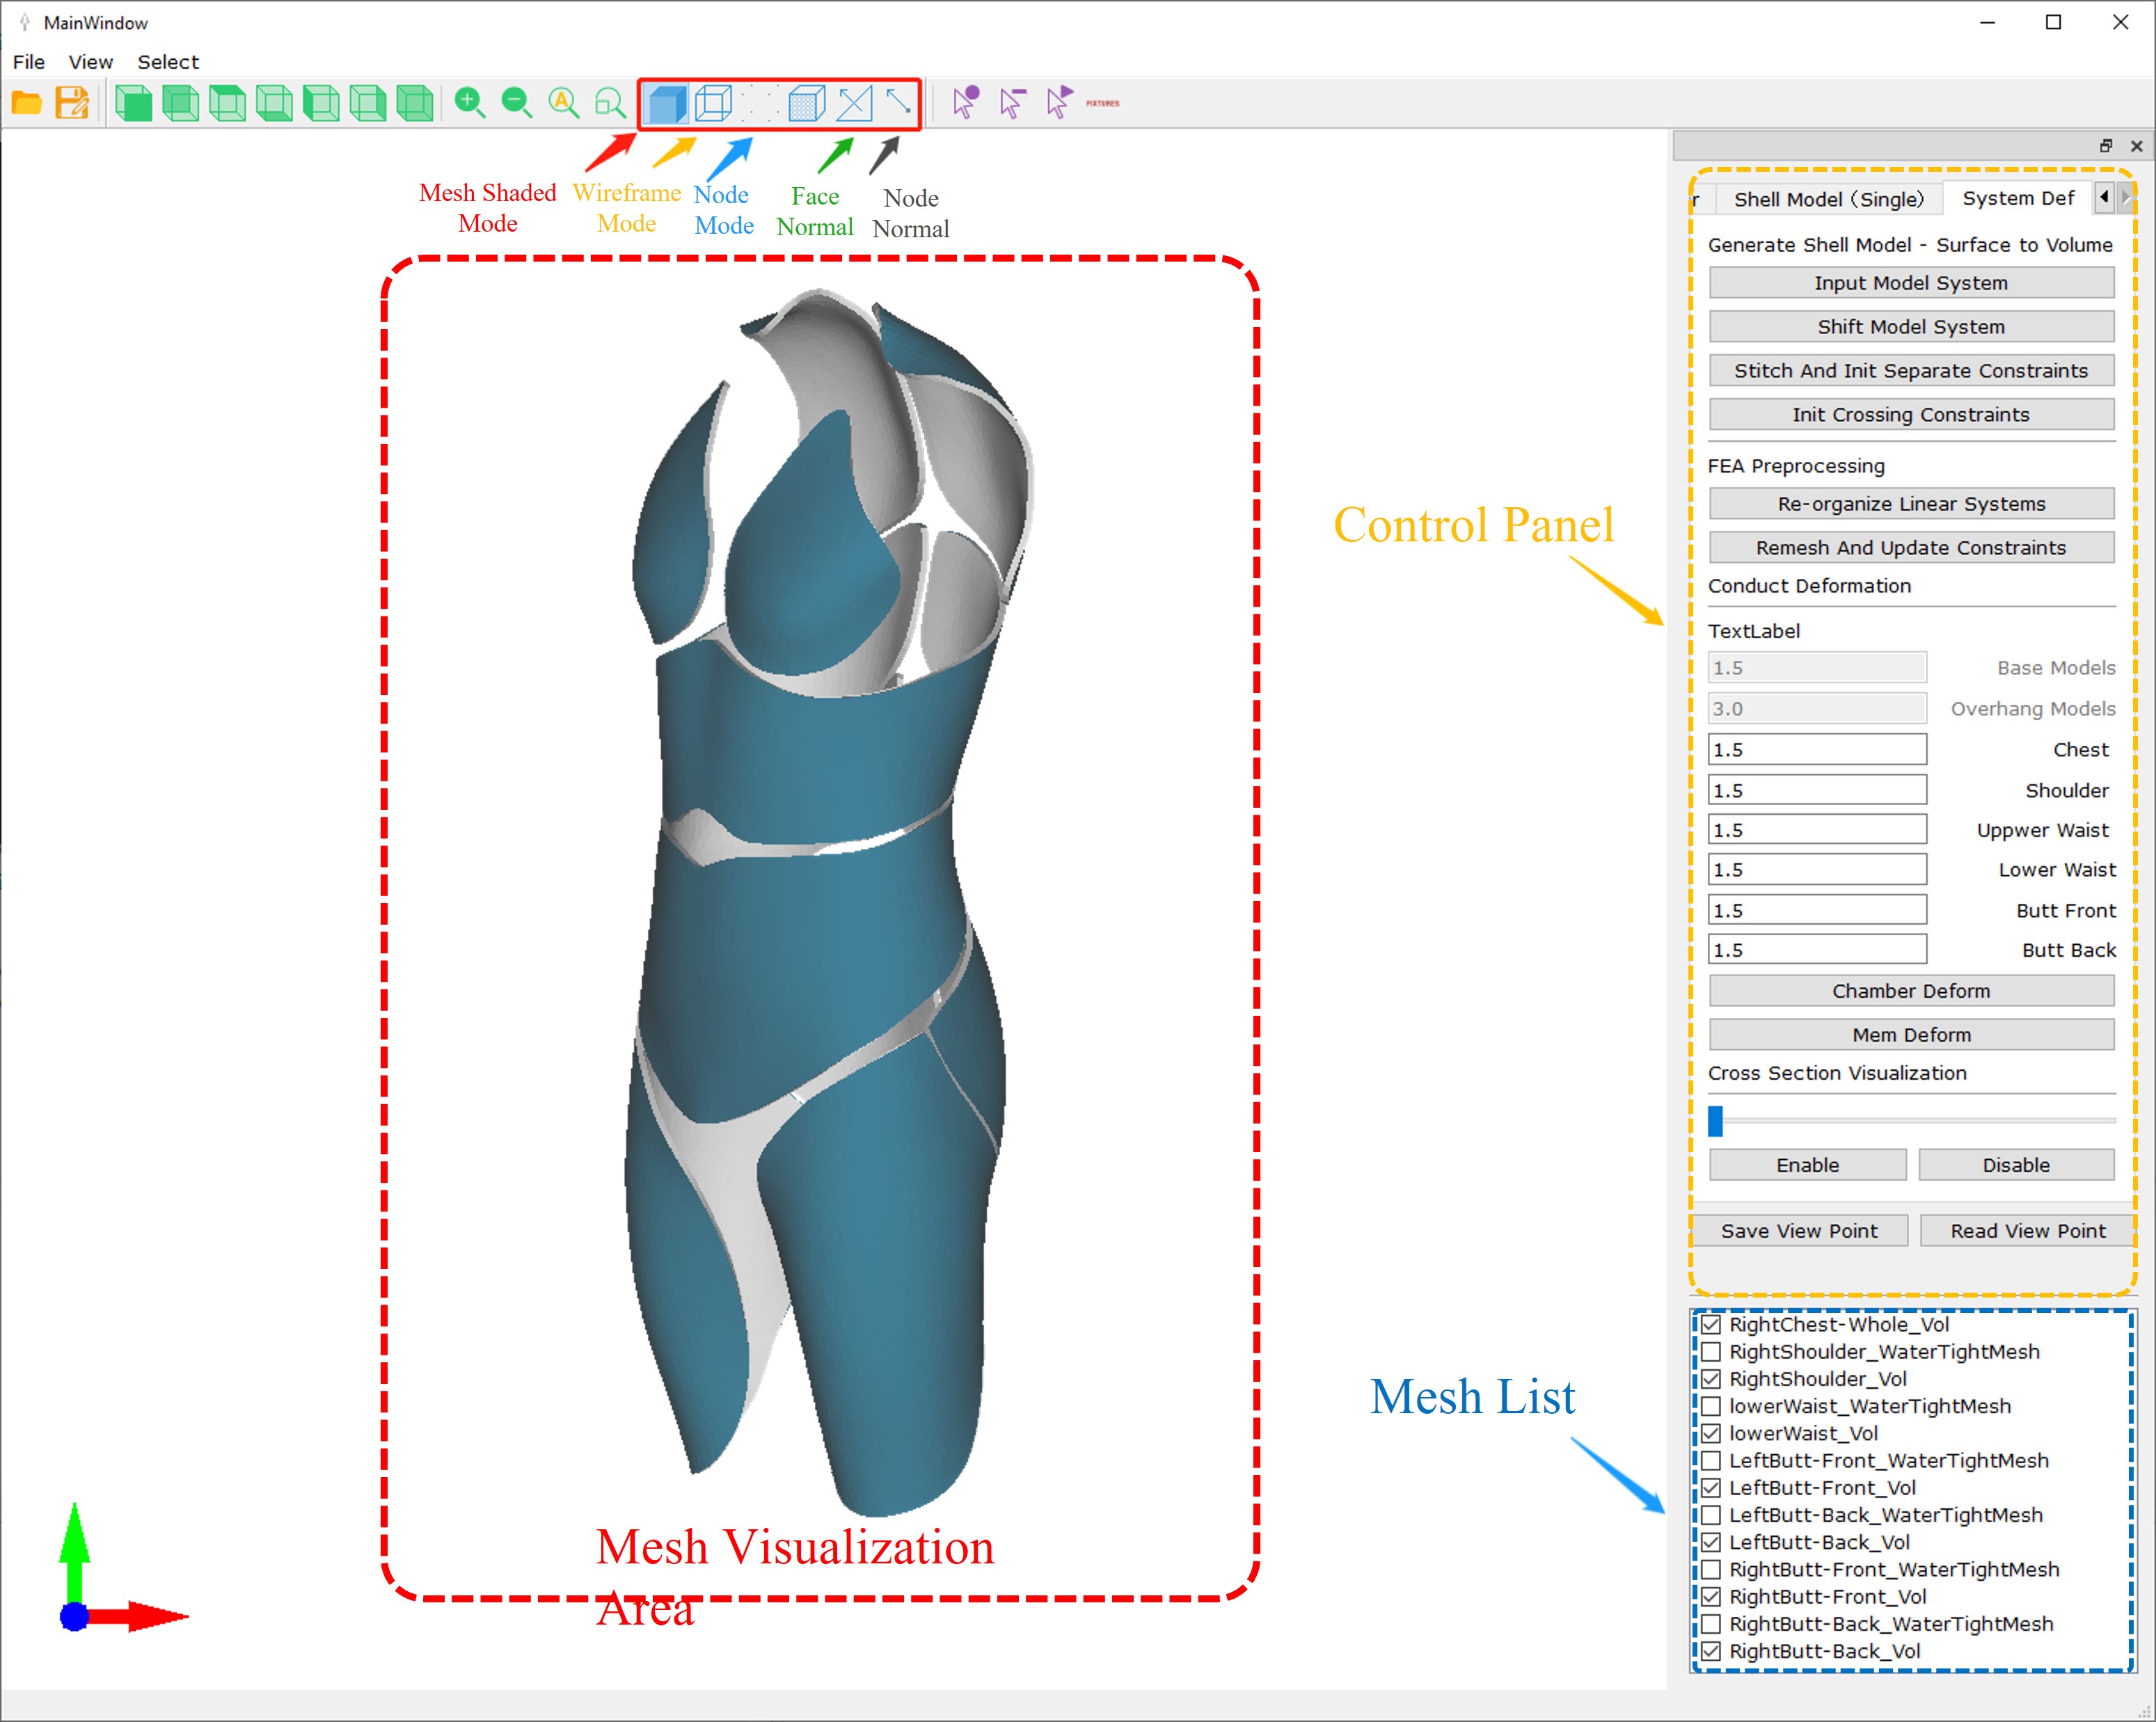 MainWindow
File View Select
FIXTURES
Mesh Shaded
Mode
Wireframe
Mode
Node
Mode
Face
Normal
Node
Normal
r Shell Model (Single) System Def
Generate Shell Model - Surface to Volume
Input Model System
Shift Model System
Stitch And Init Separate Constraints
Init Crossing Constraints
FEA Preprocessing
Re-organize Linear Systems
Remesh And Update Constraints
Conduct Deformation
TextLabel
1.5 Base Models
3.0 Overhang Models
1.5 Chest
1.5 Shoulder
1.5 Uppwer Waist
1.5 Lower Waist
1.5 Butt Front
1.5 Butt Back
Chamber Deform
Mem Deform
Cross Section Visualization
Enable Disable
Save View Point Read View Point
Control Panel
Mesh List
RightChest-Whole_Vol
RightShoulder_WaterTightMesh
RightShoulder_Vol
lowerWaist_WaterTightMesh
lowerWaist_Vol
LeftButt-Front_WaterTightMesh
LeftButt-Front_Vol
LeftButt-Back_WaterTightMesh
LeftButt-Back_Vol
RightButt-Front_WaterTightMesh
RightButt-Front_Vol
RightButt-Back_WaterTightMesh
RightButt-Back_Vol
Mesh Visualization
Area